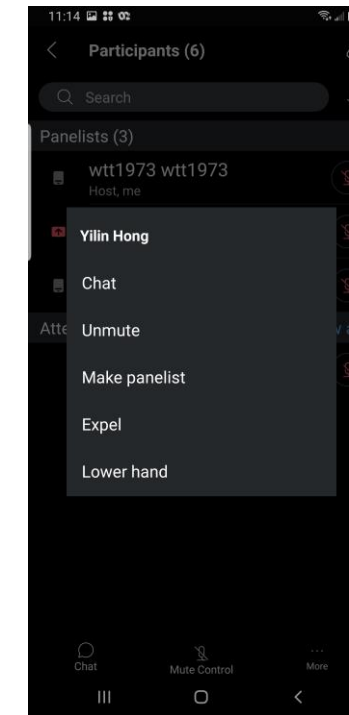 11:14
Participants (6)
Search
Panelists (3)
wtt1973 wtt1973
Host, me
Yilin Hong
Chat
Unmute
Make panelist
Expel
Lower hand
Chat
Mute Control
More